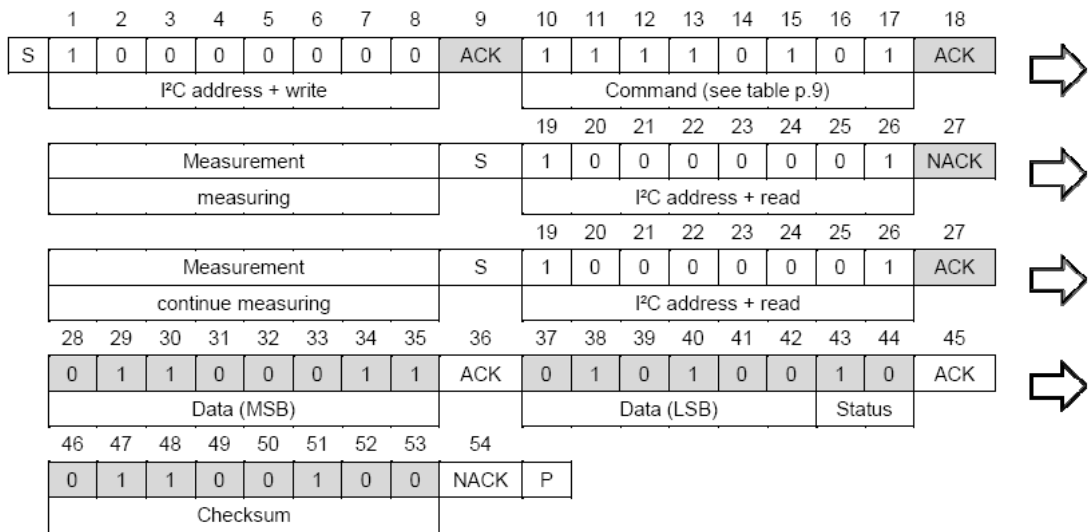 1 2 3 4 5 6 7 8 9 10 11 12 13 14 15 16 17 18
S 1 0 0 0 0 0 0 0 ACK 1 1 1 1 0 1 0 1 ACK
I²C address + write Command (see table p.9)
19 20 21 22 23 24 25 26 27
Measurement S 1 0 0 0 0 0 0 1 NACK
measuring I²C address + read
19 20 21 22 23 24 25 26 27
Measurement S 1 0 0 0 0 0 0 1 ACK
continue measuring I²C address + read
28 29 30 31 32 33 34 35 36 37 38 39 40 41 42 43 44 45
0 1 1 0 0 0 1 1 ACK 0 1 0 1 0 0 1 0 ACK
Data (MSB) Data (LSB) Status
46 47 48 49 50 51 52 53 54
0 1 1 0 0 1 0 0 NACK P
Checksum